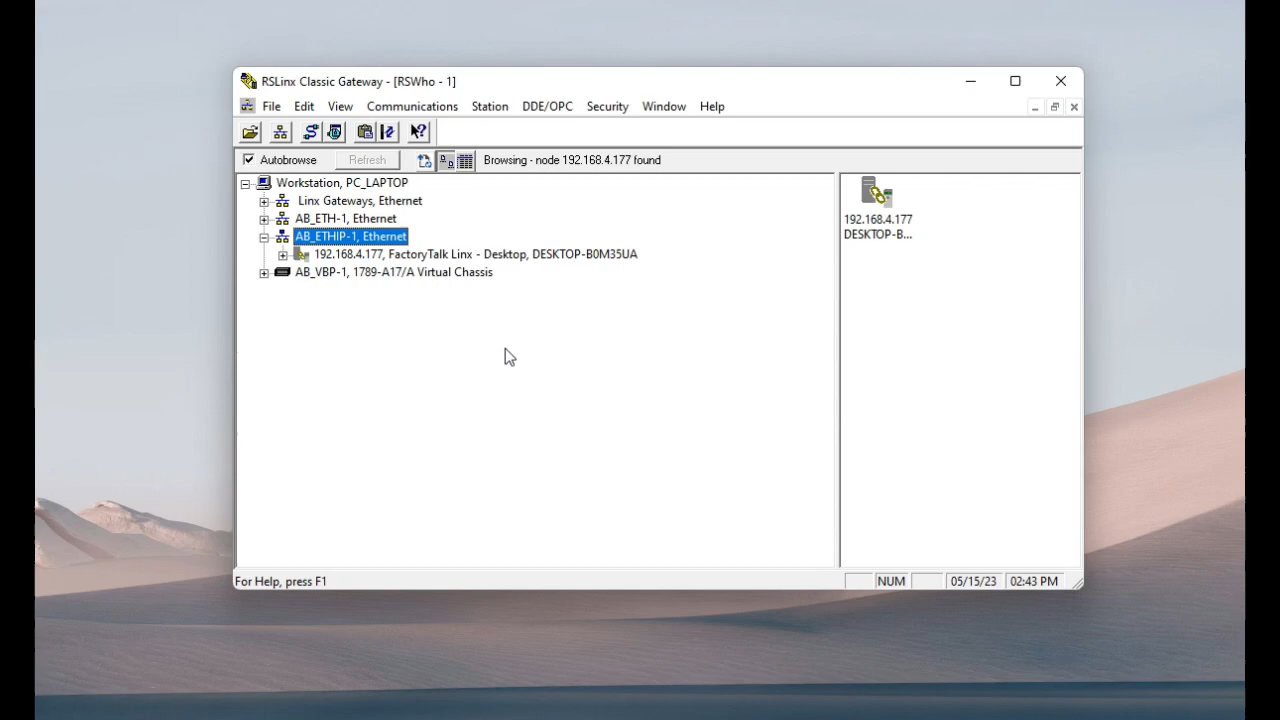 RSLinx Classic Gateway - [RSWho - 1]
File Edit View Communications Station DDE/OPC Security Window Help
Autobrowse Refresh Browsing - node 192.168.4.177 found
Workstation, PC_LAPTOP
Linx Gateways, Ethernet
AB_ETH-1, Ethernet
AB_ETHIP-1, Ethernet
192.168.4.177, FactoryTalk Linx - Desktop, DESKTOP-B0M35UA
AB_VBP-1, 1789-A17/A Virtual Chassis
192.168.4.177
DESKTOP-B...
For Help, press F1
NUM 05/15/23 02:43 PM